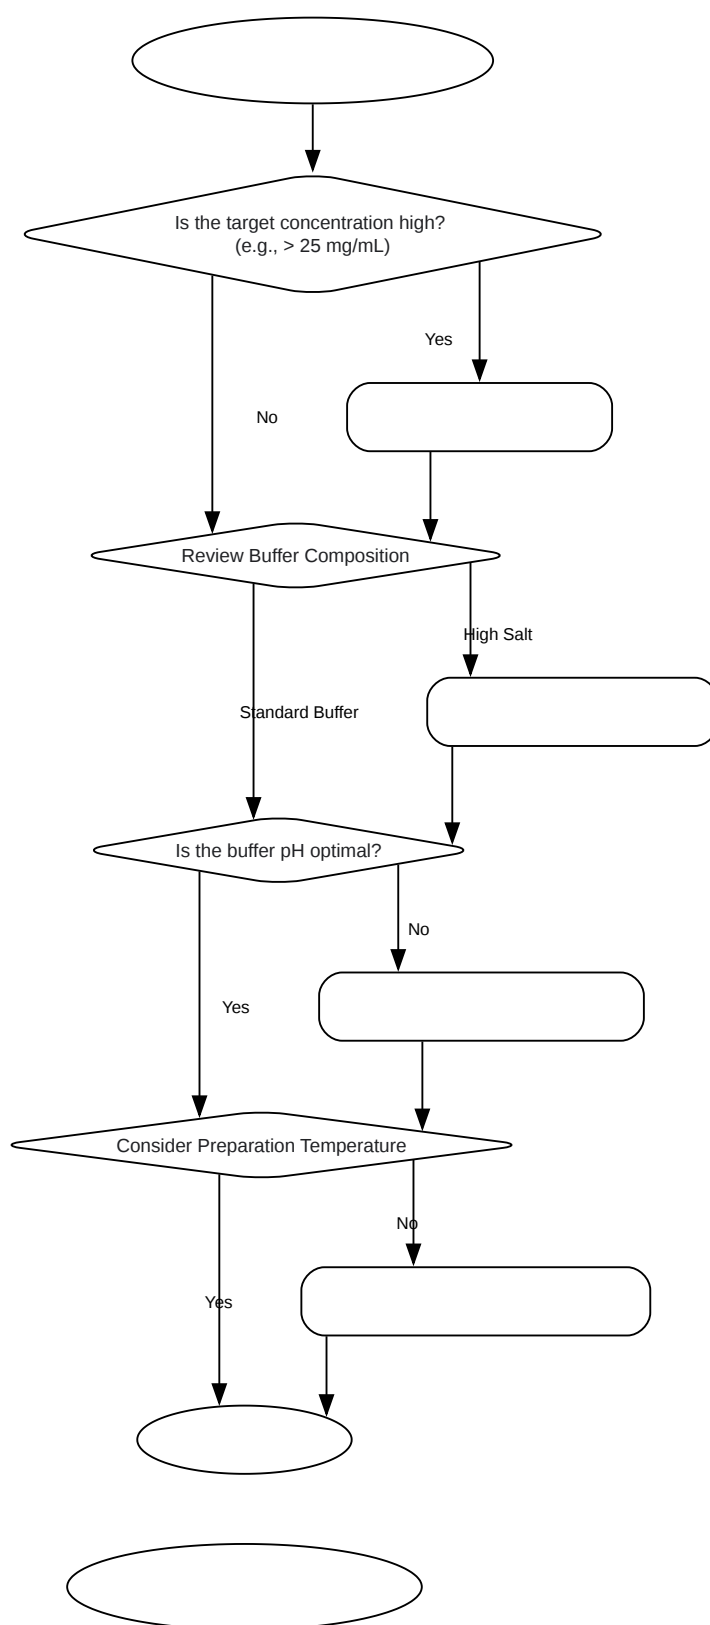 Is the target concentration high?
(e.g., > 25 mg/mL)
Yes
No
Review Buffer Composition
High Salt
Standard Buffer
Is the buffer pH optimal?
No
Yes
Consider Preparation Temperature
No
Yes